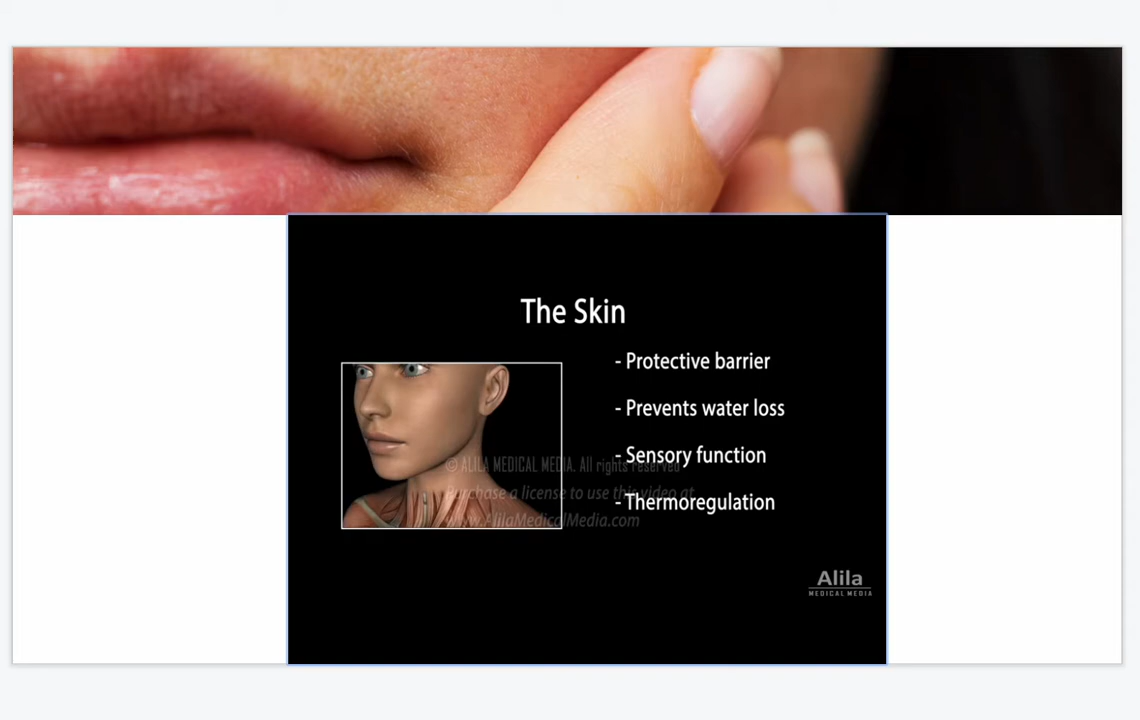 The Skin
- Protective barrier
- Prevents water loss
- Sensory function
- Thermoregulation
© ALILA MEDICAL MEDIA. All rights reserved
Purchase a license to use this video at
www.AlilaMedicalMedia.com
Alila
MEDICAL MEDIA